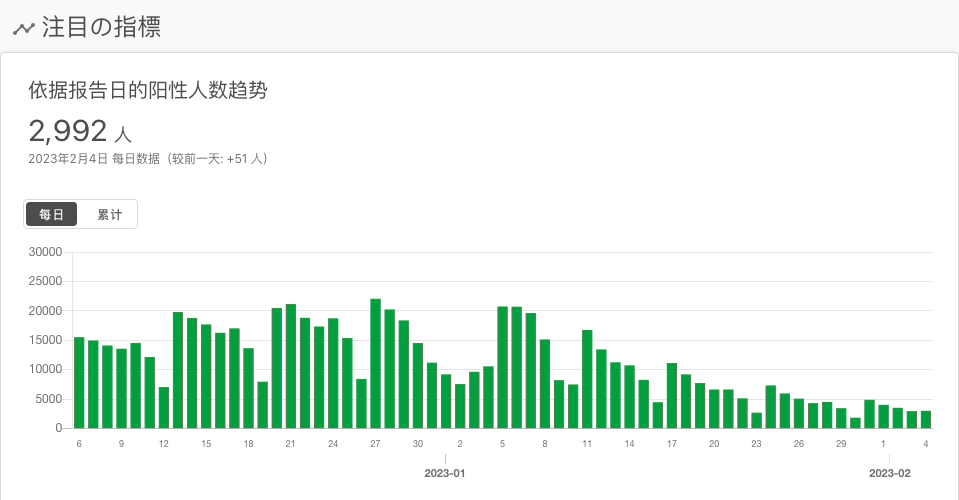 注目の指標
依据报告日的阳性人数趋势
2,992 人
2023年2月4日 每日数据（较前一天: +51 人）
每日 累计
30000
25000
20000
15000
10000
5000
0
6 9 12 15 18 21 24 27 30 2 5 8 11 14 17 20 23 26 29 1 4
2023-01 2023-02